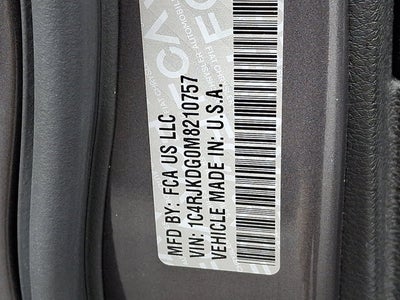 MFD BY: FCA US LLC
VIN: 1C4RJKDG0M8210757
VEHICLE MADE IN: U.S.A.